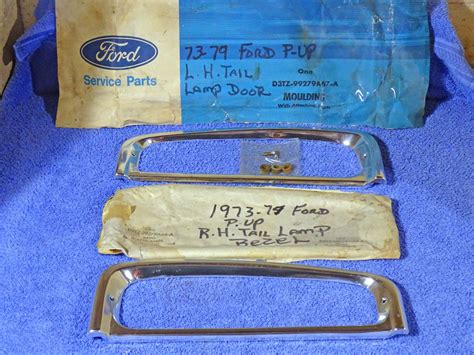 Ford
Service Parts
73-79 FORD P-UP
L.H. TAIL
LAMP DOOR
One
D3TZ-99279A67-A
MOULDING
1973-79 FORD
P-UP
R.H. TAIL LAMP
BEZEL